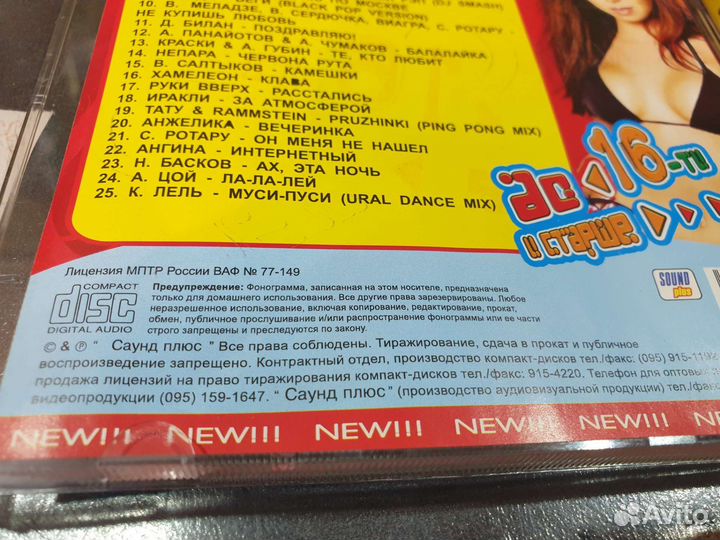 (DJ SMASH)
10. В. МЕЛАДЗЕ, В. СЕРДЮЧКА, ВИАГРА, С. РОТАРУ -
НЕ КУПИШЬ ЛЮБОВЬ
11. Д. БИЛАН - ПОЗДРАВЛЯЮ!
12. А. ПАНАЙОТОВ & А. ЧУМАКОВ - БАЛАЛАЙКА
13. КРАСКИ & А. ГУБИН - ТЕ, КТО ЛЮБИТ
14. НЕПАРА - ЧЕРВОНА РУТА
15. В. САЛТЫКОВ - КАМЕШКИ
16. ХАМЕЛЕОН - КЛАВА
17. РУКИ ВВЕРХ - РАССТАЛИСЬ
18. ИРАКЛИ - ЗА АТМОСФЕРОЙ
19. ТАТУ & RAMMSTEIN - PRUZHINKI (PING PONG MIX)
20. АНЖЕЛИКА - ВЕЧЕРИНКА
21. С. РОТАРУ - ОН МЕНЯ НЕ НАШЕЛ
22. АНГИНА - ИНТЕРНЕТНЫЙ
23. Н. БАСКОВ - АХ, ЭТА НОЧЬ
24. А. ЦОЙ - ЛА-ЛА-ЛЕЙ
25. К. ЛЕЛЬ - МУСИ-ПУСИ (URAL DANCE MIX)
16-ти
и старше
Лицензия МПТР России ВАФ № 77-149
COMPACT
disc
DIGITAL AUDIO
Предупреждение: Фонограмма, записанная на этом носителе, предназначена
только для домашнего использования. Все другие права зарезервированы. Любое
неразрешенное использование, включая копирование, редактирование, прокат,
обмен, публичное прослушивание и/или распространение фонограммы или ее части
строго запрещены и преследуются по закону.
SOUND
plus
© & ℗ " Саунд плюс " Все права соблюдены. Тиражирование, сдача в прокат и публичное
воспроизведение запрещено. Контрактный отдел, производство компакт-дисков тел./факс: (095) 915-1192
продажа лицензий на право тиражирования компакт-дисков тел./факс: 915-4220. Телефон для оптовых
видеопродукции (095) 159-1647. " Саунд плюс" (производство аудиовизуальной продукции) тел./факс
NEW!!! NEW!!! NEW!!! NEW!!! NEW!!!
Avito